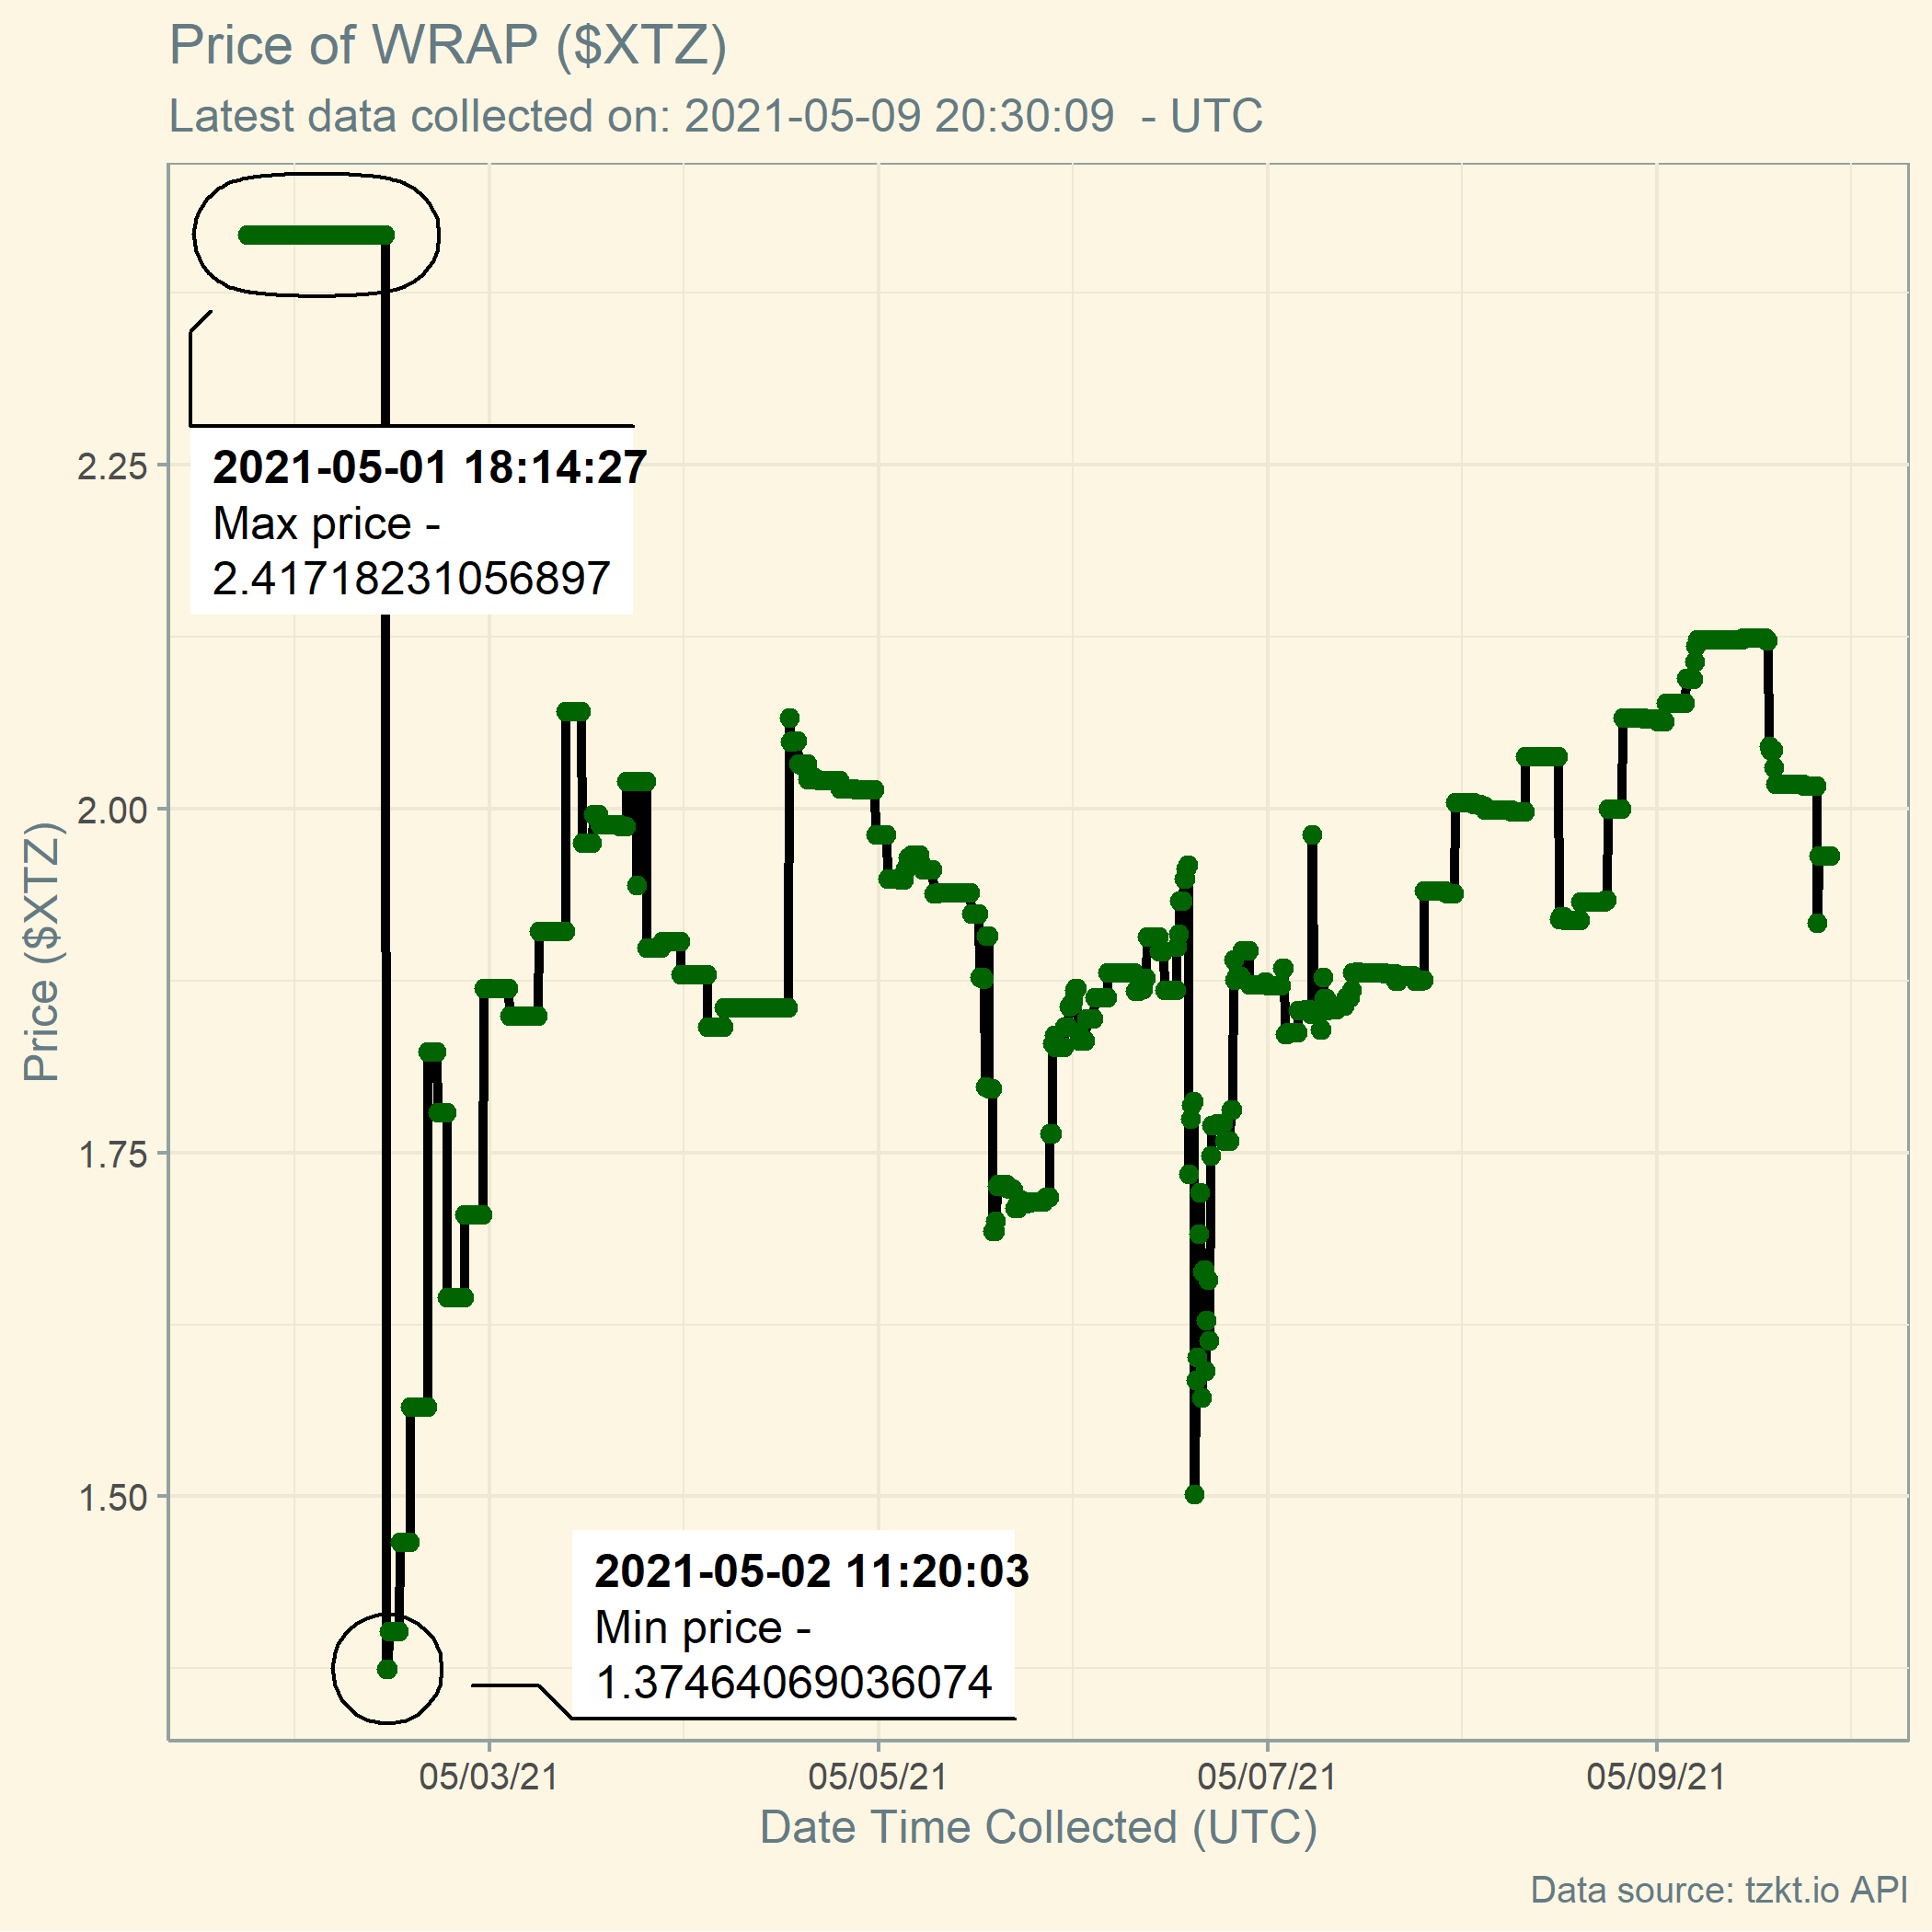 Price of WRAP ($XTZ)
Latest data collected on: 2021-05-09 20:30:09  - UTC
2021-05-01 18:14:27
Max price -
2.417182310​56897
2021-05-02 11:20:03
Min price -
1.37464069036074
Price ($XTZ)
2.25
2.00
1.75
1.50
05/03/21
05/05/21
05/07/21
05/09/21
Date Time Collected (UTC)
Data source: tzkt.io API